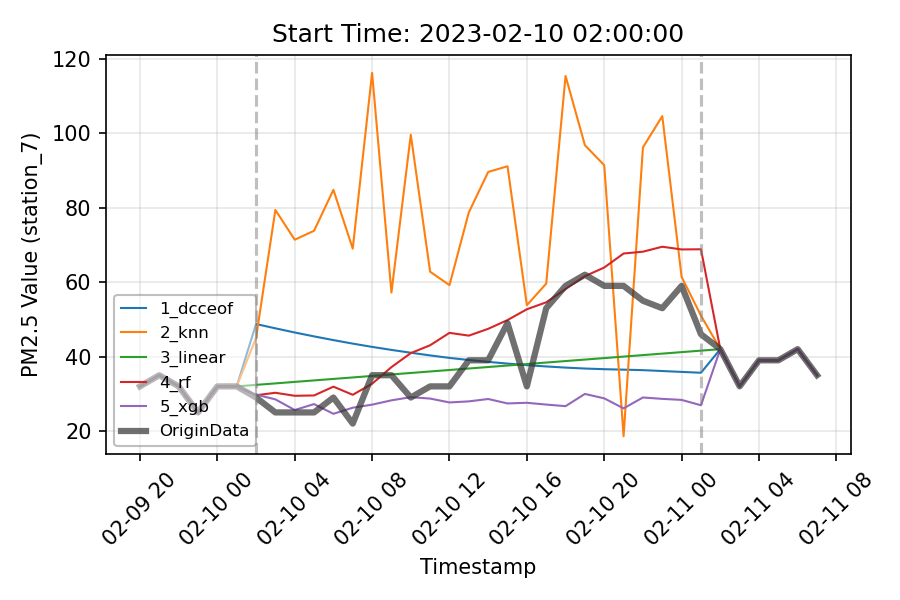 Start Time: 2023-02-10 02:00:00
PM2.5 Value (station_7)
120
100
80
60
40
20
1_dcceof
2_knn
3_linear
4_rf
5_xgb
OriginData
02-09 20
02-10 00
02-10 04
02-10 08
02-10 12
02-10 16
02-10 20
02-11 00
02-11 04
02-11 08
Timestamp